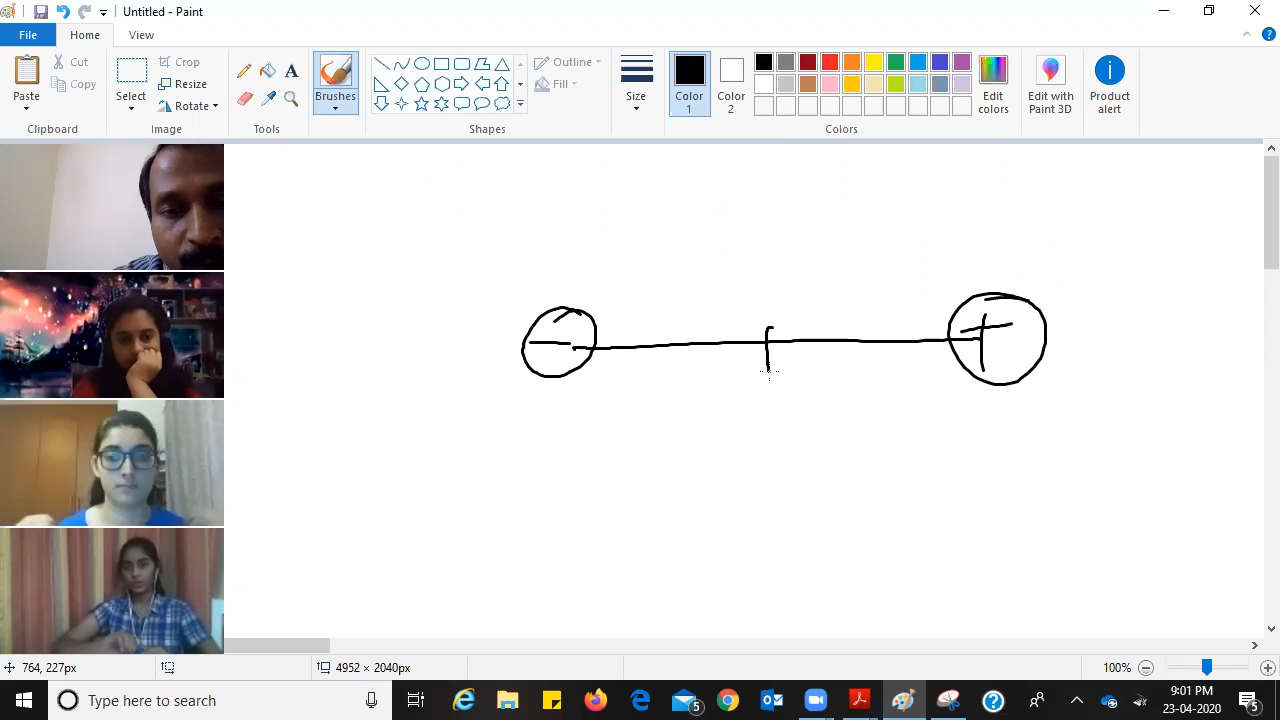 Untitled - Paint
File Home View
Paste
Cut
Copy
Clipboard
Select
Crop
Resize
Rotate
Image
A
Tools
Brushes
Outline
Fill
Shapes
Size
Color 1
Color 2
Edit colors
Colors
Edit with Paint 3D
Product alert
− +
764, 227px
4952 × 2040px
100%
Type here to search
5
9:01 PM
23-04-2020
5